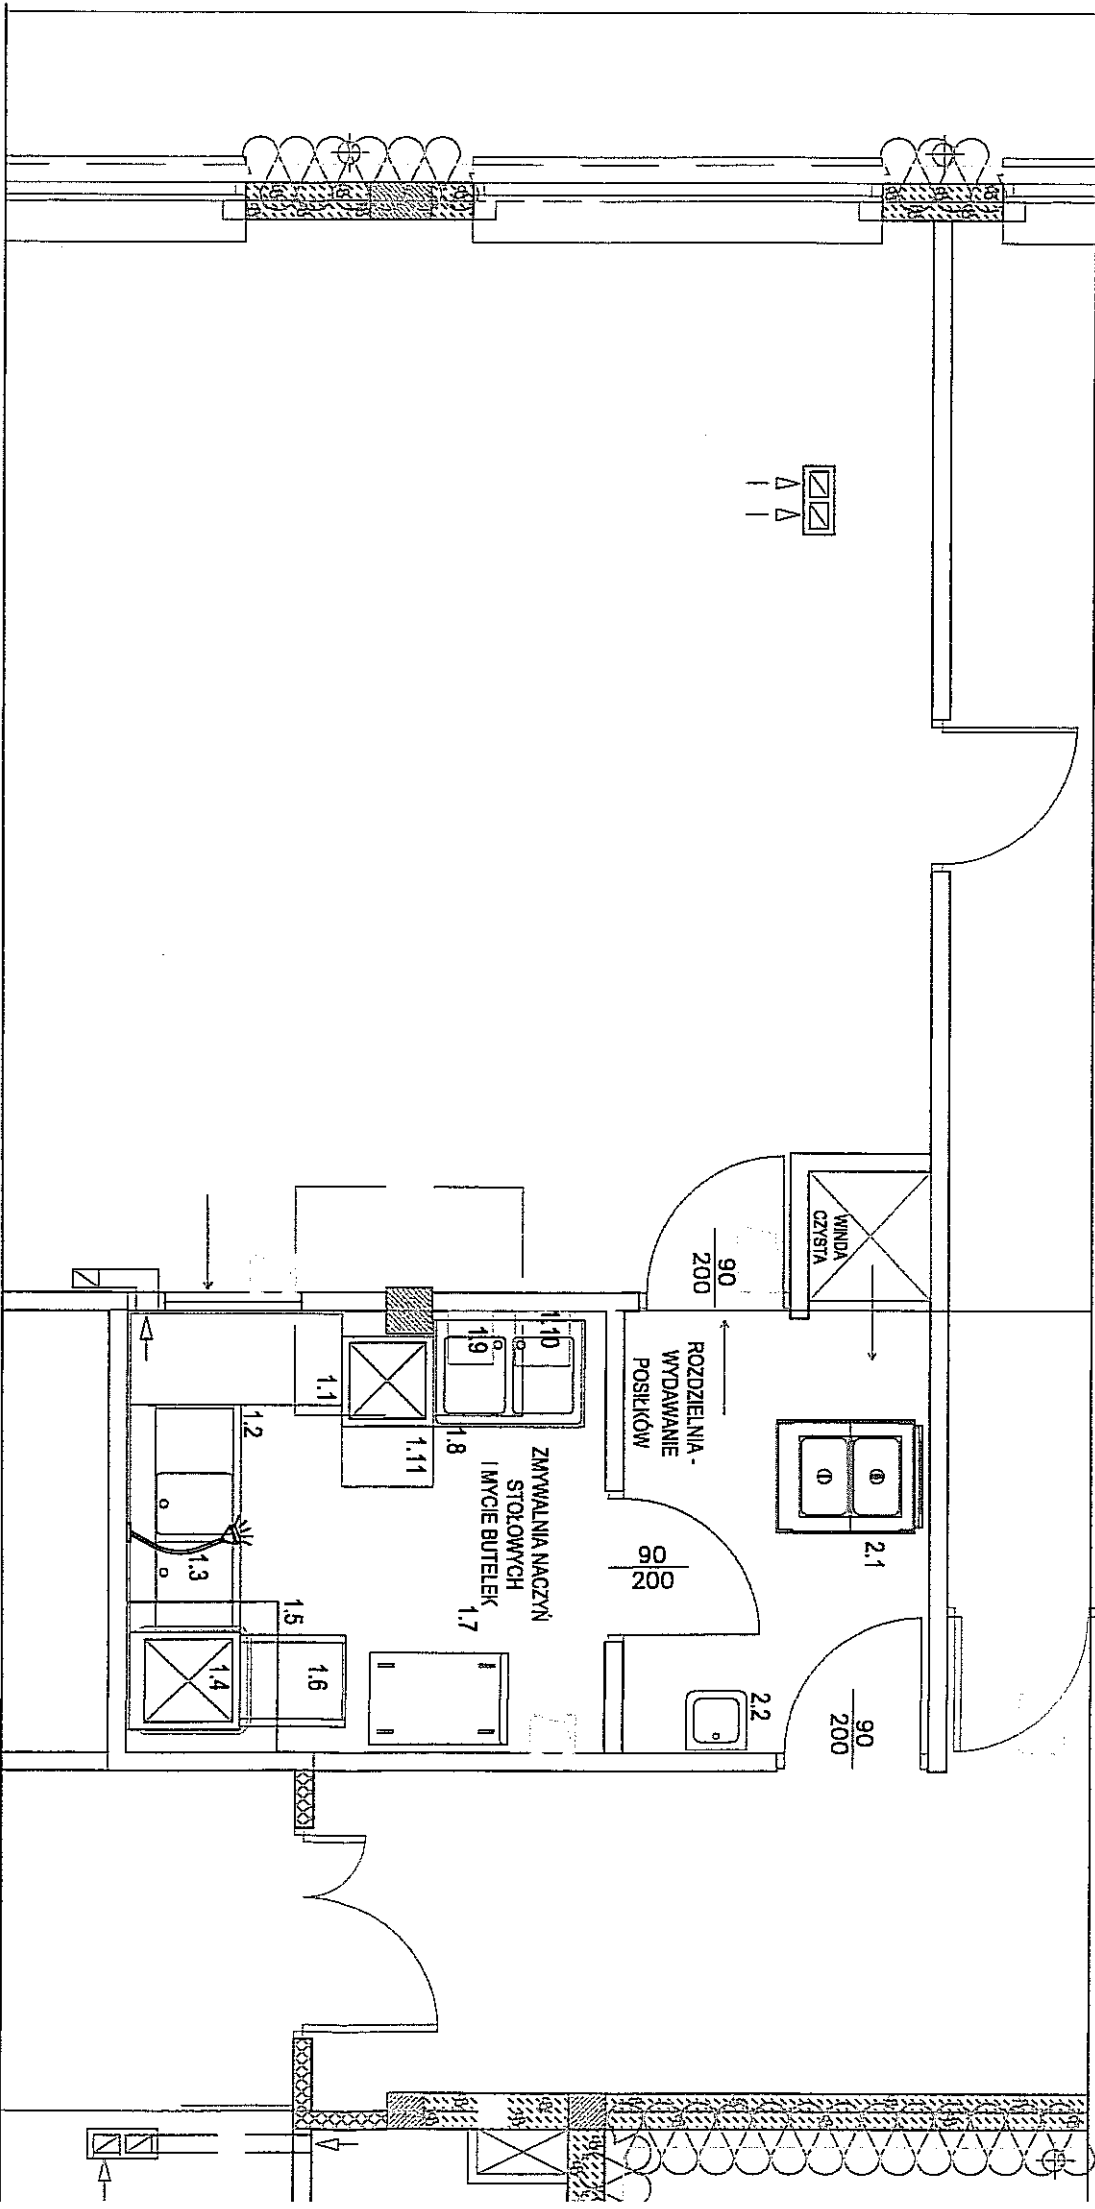 WINDA
CZYSTA
90
200
ROZDZIELNIA -
WYDAWANIE
POSIŁKÓW
2.1
90
200
2.2
90
200
ZMYWALNIA NACZYŃ
STOŁOWYCH
I MYCIE BUTELEK
1.10
1.9
1.8
1.11
1.1
1.2
1.3
1.5
1.4
1.6
1.7